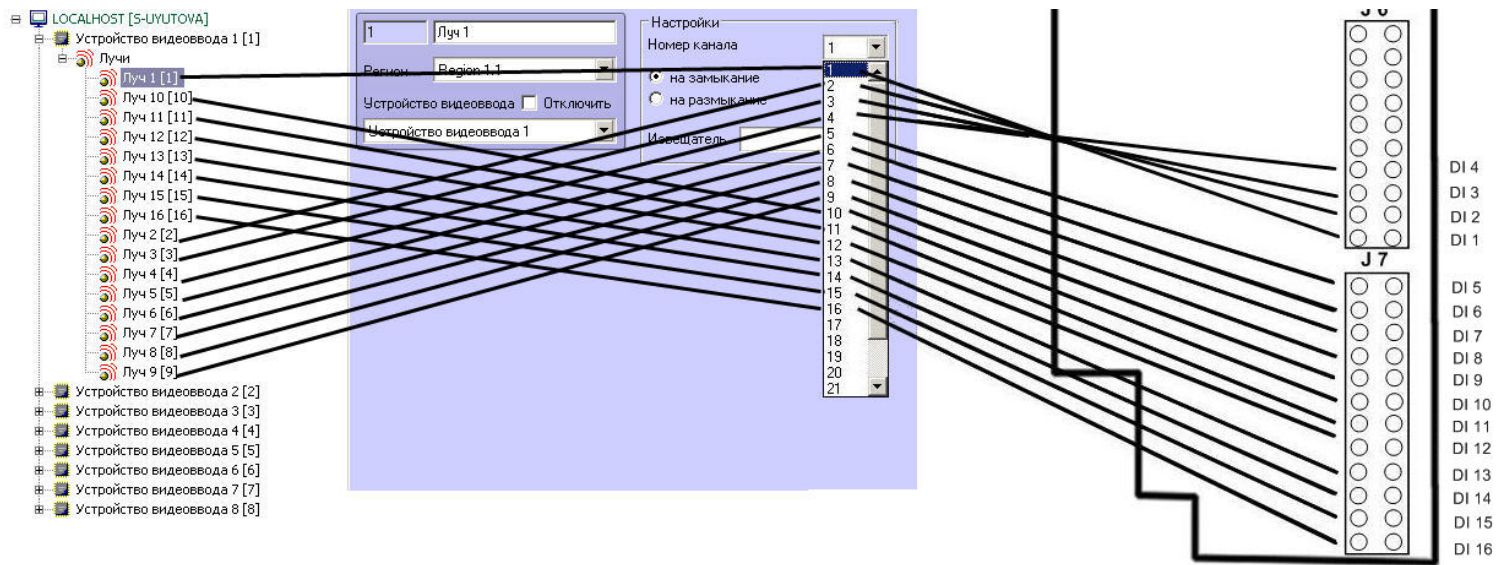 LOCALHOST [S-UYUTOVA]
Устройство видеоввода 1 [1]
Лучи
Луч 1 [1]
Луч 10 [10]
Луч 11 [11]
Луч 12 [12]
Луч 13 [13]
Луч 14 [14]
Луч 15 [15]
Луч 16 [16]
Луч 2 [2]
Луч 3 [3]
Луч 4 [4]
Луч 5 [5]
Луч 6 [6]
Луч 7 [7]
Луч 8 [8]
Луч 9 [9]
Устройство видеоввода 2 [2]
Устройство видеоввода 3 [3]
Устройство видеоввода 4 [4]
Устройство видеоввода 5 [5]
Устройство видеоввода 6 [6]
Устройство видеоввода 7 [7]
Устройство видеоввода 8 [8]
1 Луч 1
Регион Region 1.1
Устройство видеоввода Отключить
Устройство видеоввода 1
Настройки
Номер канала 1
на замыкание
на размыкание
Извещатель
1
2
3
4
5
6
7
8
9
10
11
12
13
14
15
16
17
18
19
20
21
J 6
DI 4
DI 3
DI 2
DI 1
J 7
DI 5
DI 6
DI 7
DI 8
DI 9
DI 10
DI 11
DI 12
DI 13
DI 14
DI 15
DI 16